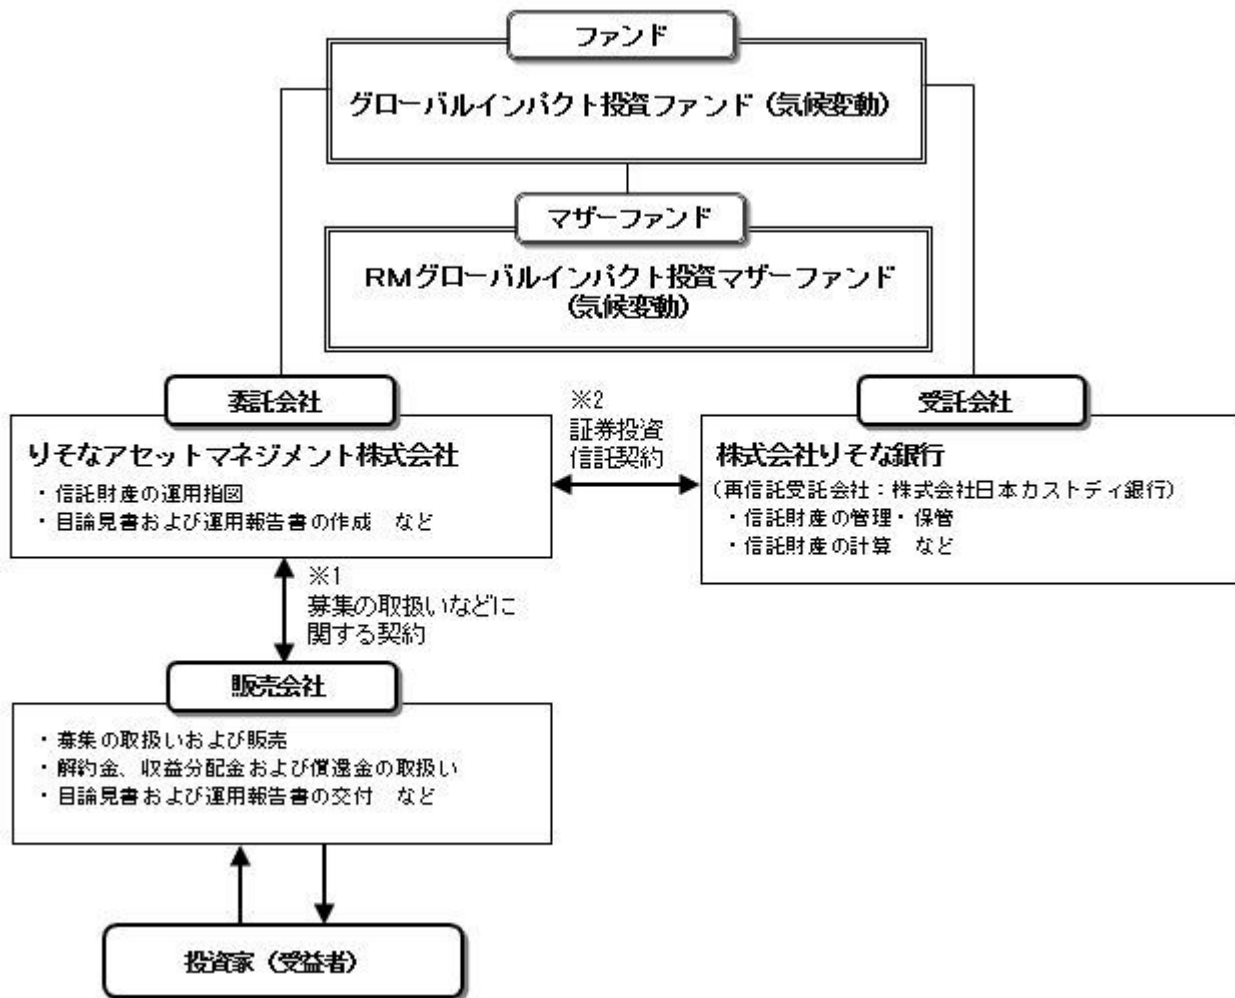 ファンド
グローバルインパクト投資ファンド（気候変動）
マザーファンド
ＲＭグローバルインパクト投資マザーファンド
（気候変動）
委託会社
りそなアセットマネジメント株式会社
・信託財産の運用指図
・目論見書および運用報告書の作成　など
※2
証券投資
信託契約
受託会社
株式会社りそな銀行
（再信託受託会社：株式会社日本カストディ銀行）
・信託財産の管理・保管
・信託財産の計算　など
※1
募集の取扱いなどに
関する契約
販売会社
・募集の取扱いおよび販売
・解約金、収益分配金および償還金の取扱い
・目論見書および運用報告書の交付　など
投資家（受益者）